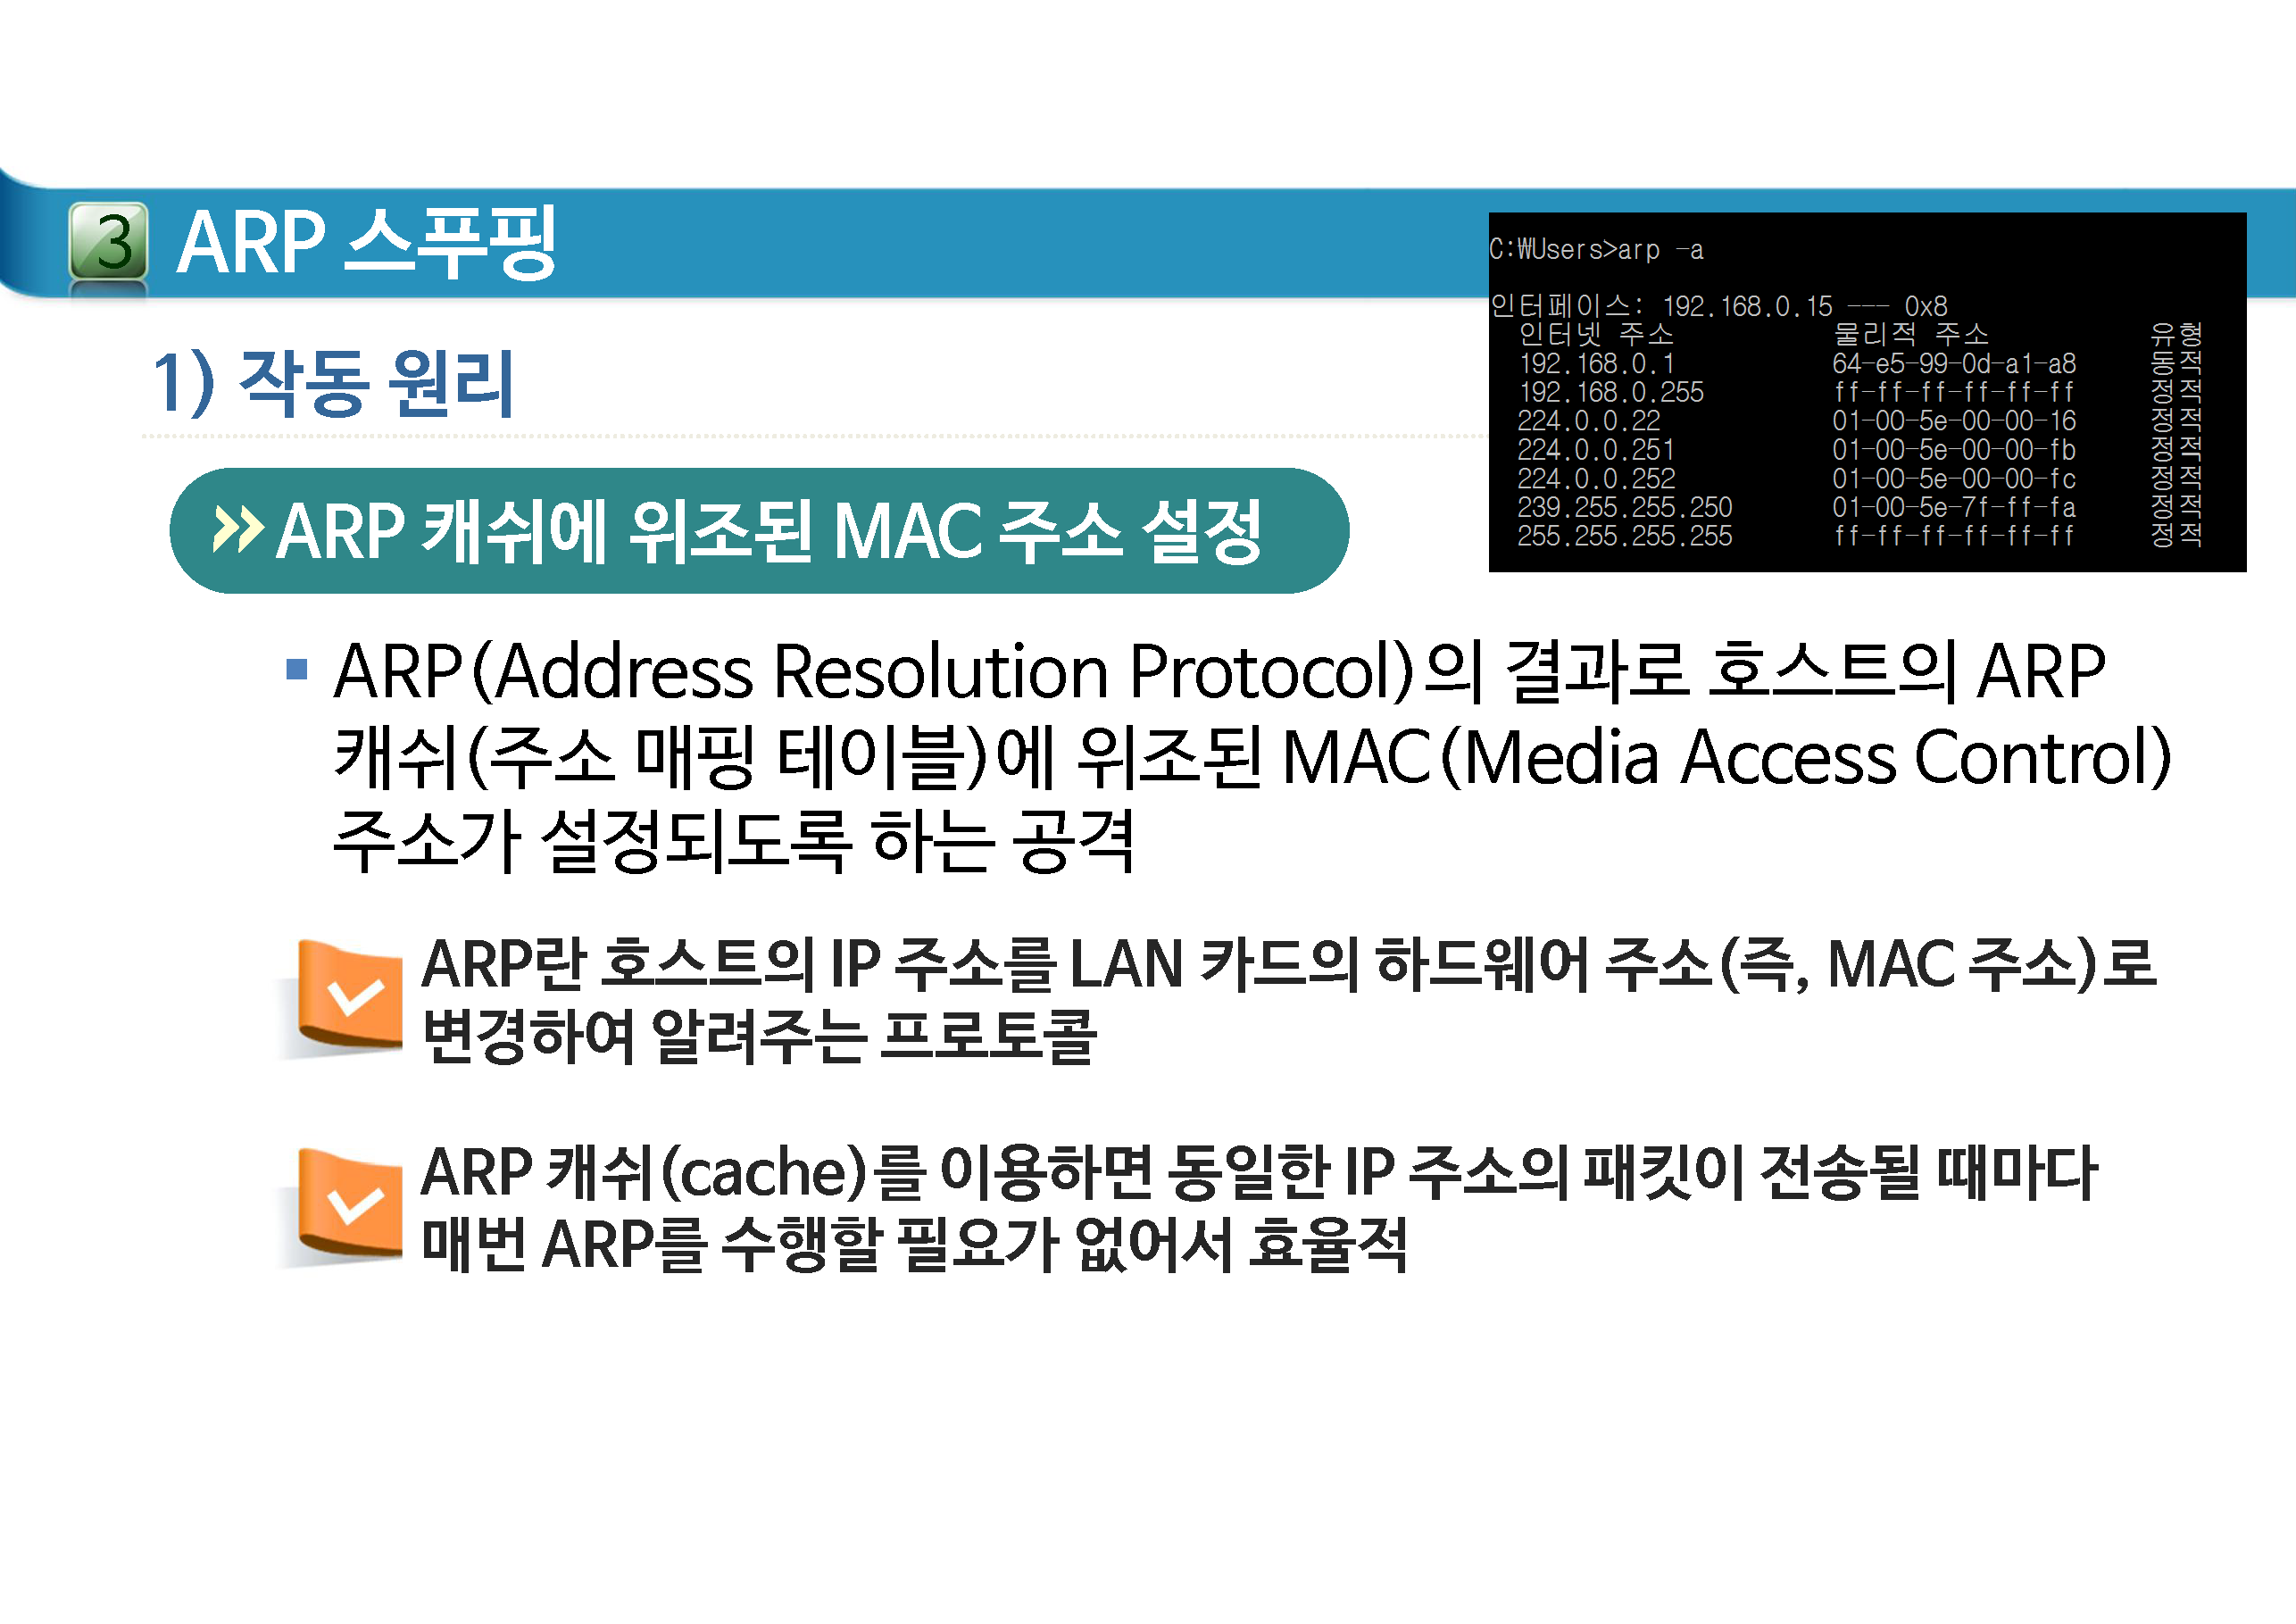 3 ARP 스푸핑
C:₩Users>arp -a
인터페이스: 192.168.0.15 --- 0x8
인터넷 주소 물리적 주소 유형
192.168.0.1 64-e5-99-0d-a1-a8 동적
192.168.0.255 ff-ff-ff-ff-ff-ff 정적
224.0.0.22 01-00-5e-00-00-16 정적
224.0.0.251 01-00-5e-00-00-fb 정적
224.0.0.252 01-00-5e-00-00-fc 정적
239.255.255.250 01-00-5e-7f-ff-fa 정적
255.255.255.255 ff-ff-ff-ff-ff-ff 정적
1) 작동 원리
ARP 캐쉬에 위조된 MAC 주소 설정
ARP(Address Resolution Protocol)의 결과로 호스트의 ARP
캐쉬(주소 매핑 테이블)에 위조된 MAC(Media Access Control)
주소가 설정되도록 하는 공격
ARP란 호스트의 IP 주소를 LAN 카드의 하드웨어 주소(즉, MAC 주소)로
변경하여 알려주는 프로토콜
ARP 캐쉬(cache)를 이용하면 동일한 IP 주소의 패킷이 전송될 때마다
매번 ARP를 수행할 필요가 없어서 효율적